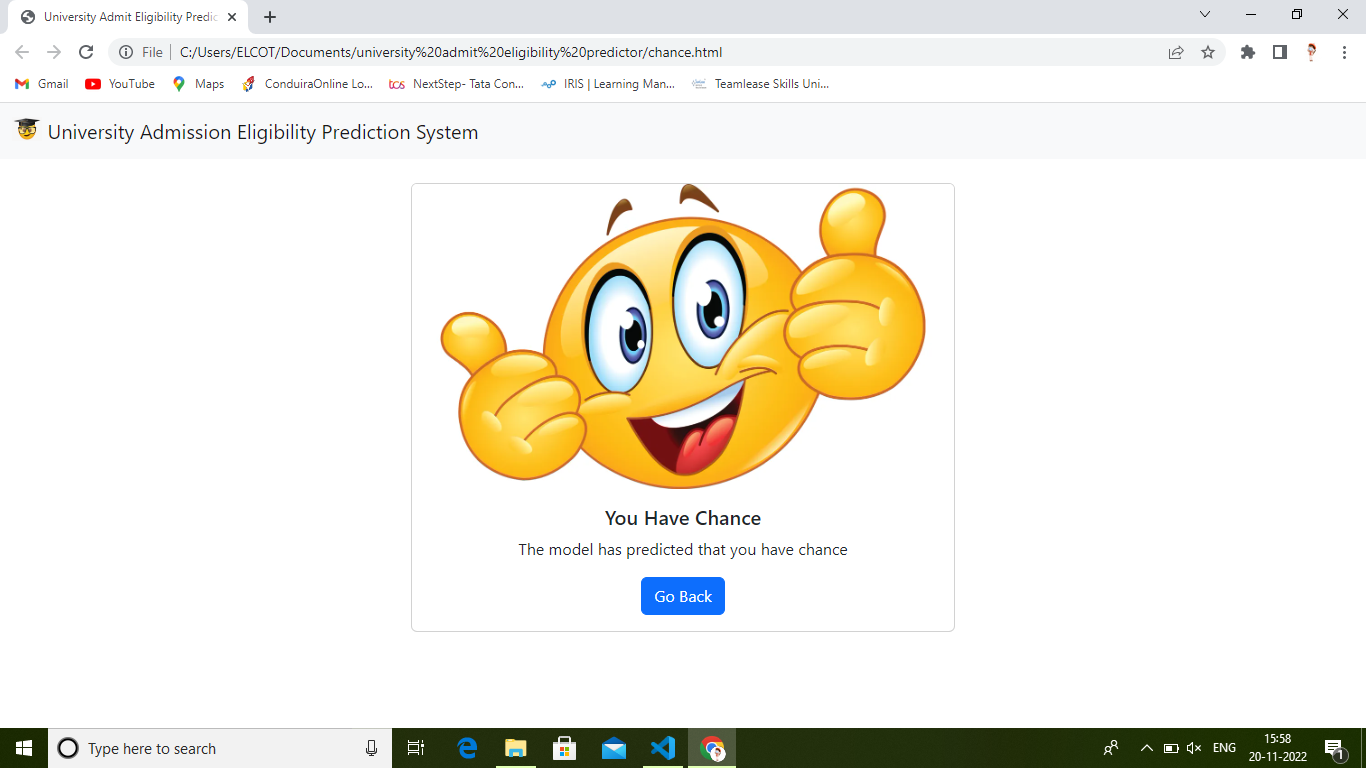 University Admit Eligibility Predic
File
C:/Users/ELCOT/Documents/university%20admit%20eligibility%20predictor/chance.html
Gmail
YouTube
Maps
ConduiraOnline Lo...
tcs
NextStep- Tata Con...
IRIS | Learning Man...
Teamlease Skills Uni...
University Admission Eligibility Prediction System
You Have Chance
The model has predicted that you have chance
Go Back
Type here to search
ENG
15:58
20-11-2022
1